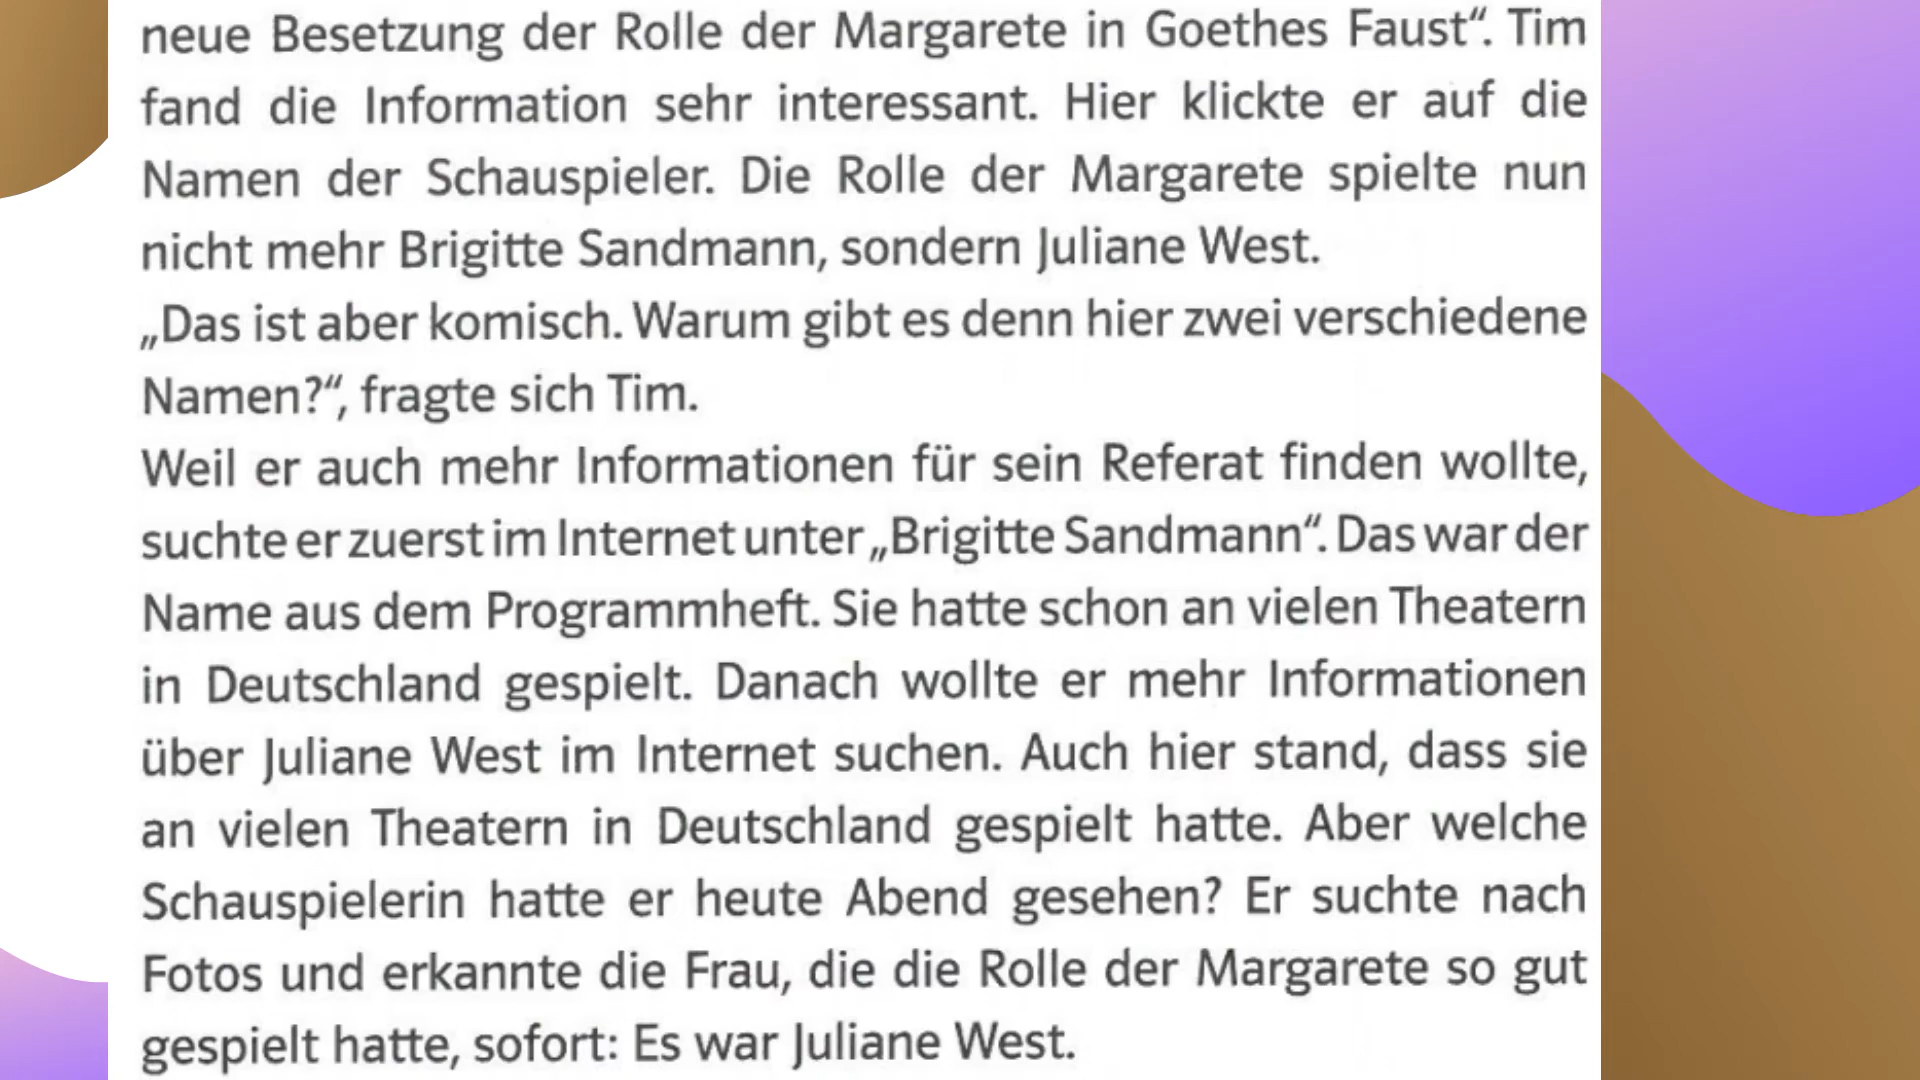 neue Besetzung der Rolle der Margarete in Goethes Faust“. Tim
fand die Information sehr interessant. Hier klickte er auf die
Namen der Schauspieler. Die Rolle der Margarete spielte nun
nicht mehr Brigitte Sandmann, sondern Juliane West.
„Das ist aber komisch. Warum gibt es denn hier zwei verschiedene
Namen?“, fragte sich Tim.
Weil er auch mehr Informationen für sein Referat finden wollte,
suchte er zuerst im Internet unter „Brigitte Sandmann“. Das war der
Name aus dem Programmheft. Sie hatte schon an vielen Theatern
in Deutschland gespielt. Danach wollte er mehr Informationen
über Juliane West im Internet suchen. Auch hier stand, dass sie
an vielen Theatern in Deutschland gespielt hatte. Aber welche
Schauspielerin hatte er heute Abend gesehen? Er suchte nach
Fotos und erkannte die Frau, die die Rolle der Margarete so gut
gespielt hatte, sofort: Es war Juliane West.